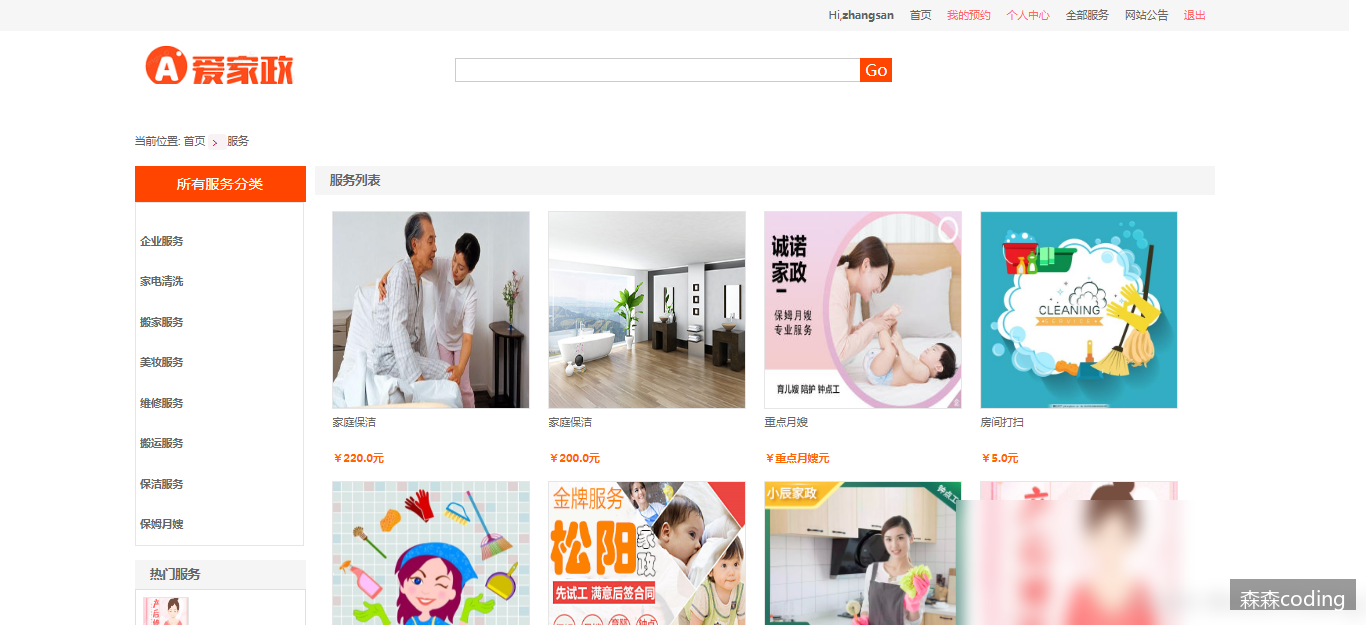 Hi,zhangsan 首页 我的预约 个人中心 全部服务 网站公告 退出
A 爱家政
Go
当前位置: 首页 > 服务
所有服务分类
服务列表
企业服务
家电清洗
搬家服务
美妆服务
维修服务
搬运服务
保洁服务
保姆月嫂
热门服务
诚诺
家政
保姆月嫂
专业服务
育儿嫂 陪护 钟点工
CLEANING
家庭保洁
家庭保洁
重点月嫂
房间打扫
¥220.0元
¥200.0元
¥重点月嫂元
¥5.0元
金牌服务
松阳家政
先试工 满意后签合同
小辰家政
钟点工
森森coding